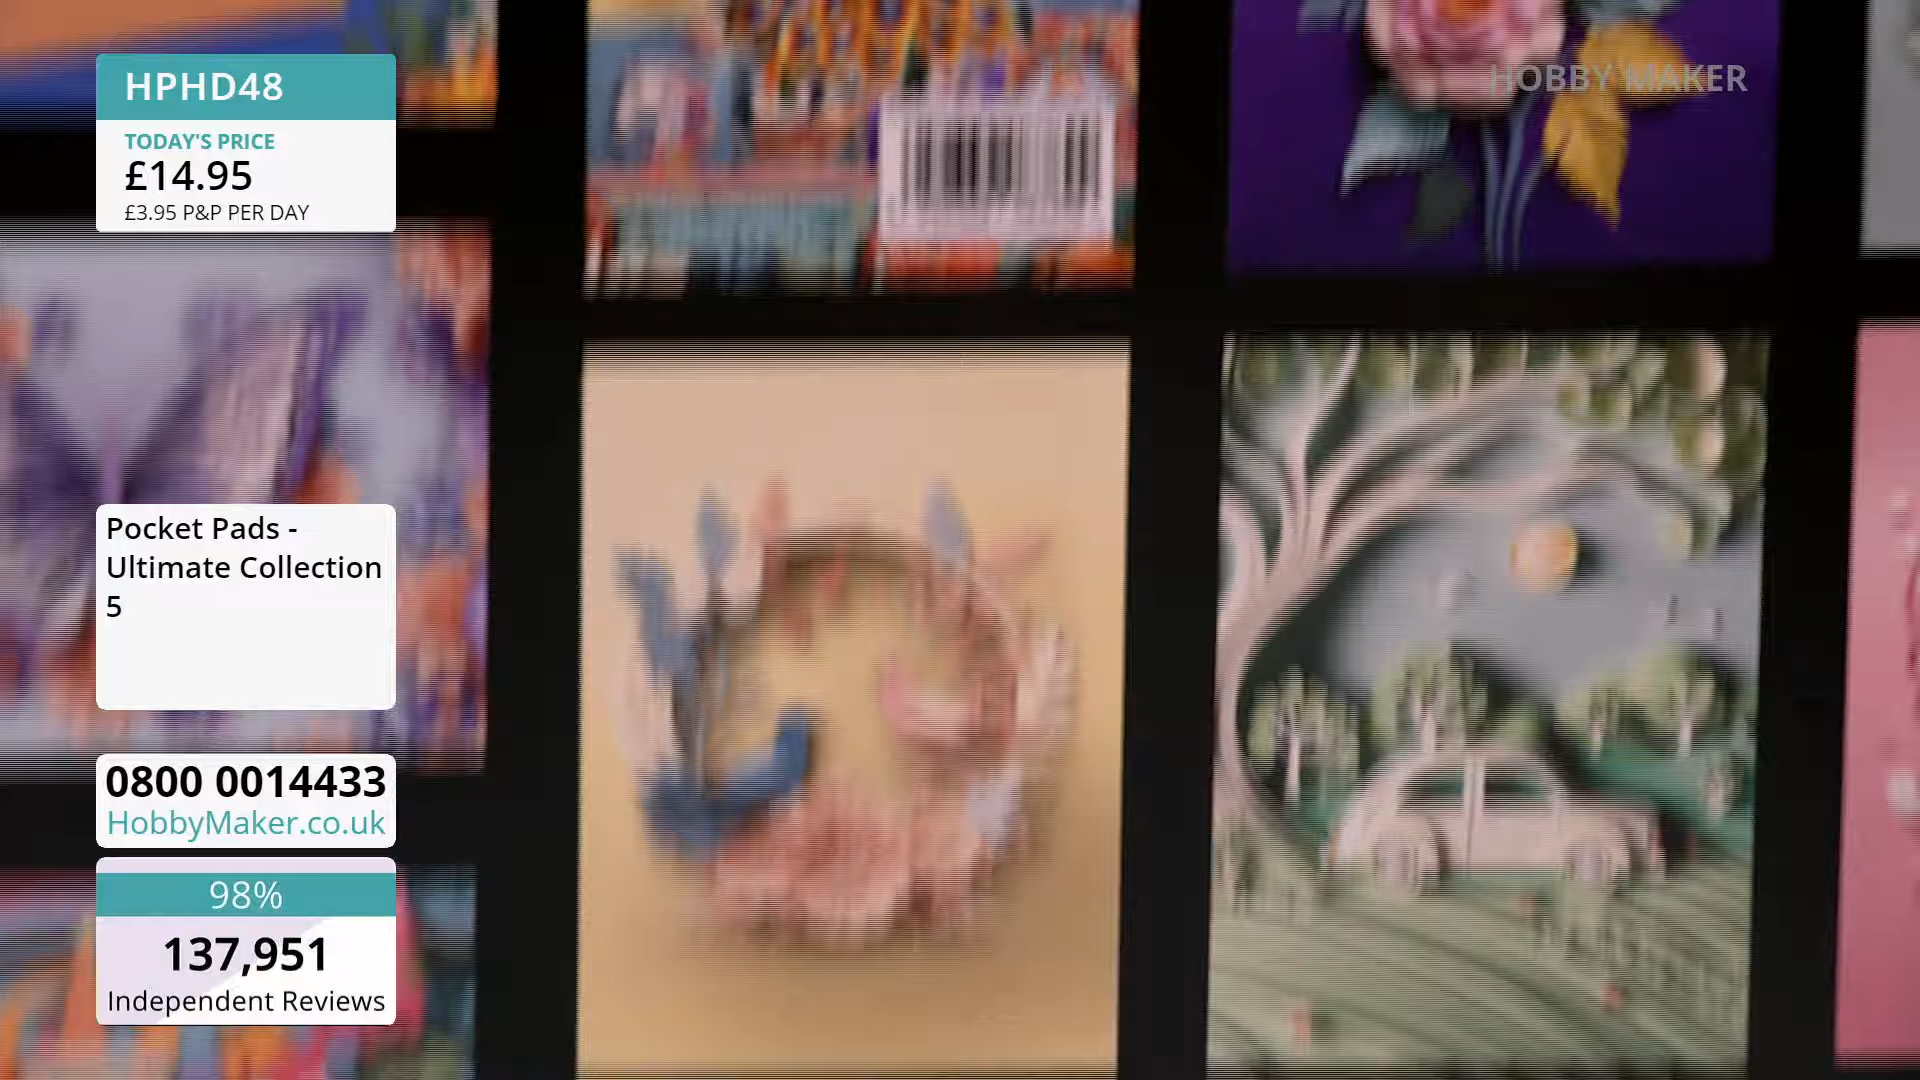 HPHD48
TODAY'S PRICE
£14.95
£3.95 P&P PER DAY
HOBBY MAKER
Pocket Pads -
Ultimate Collection
5
0800 0014433
HobbyMaker.co.uk
98%
137,951
Independent Reviews